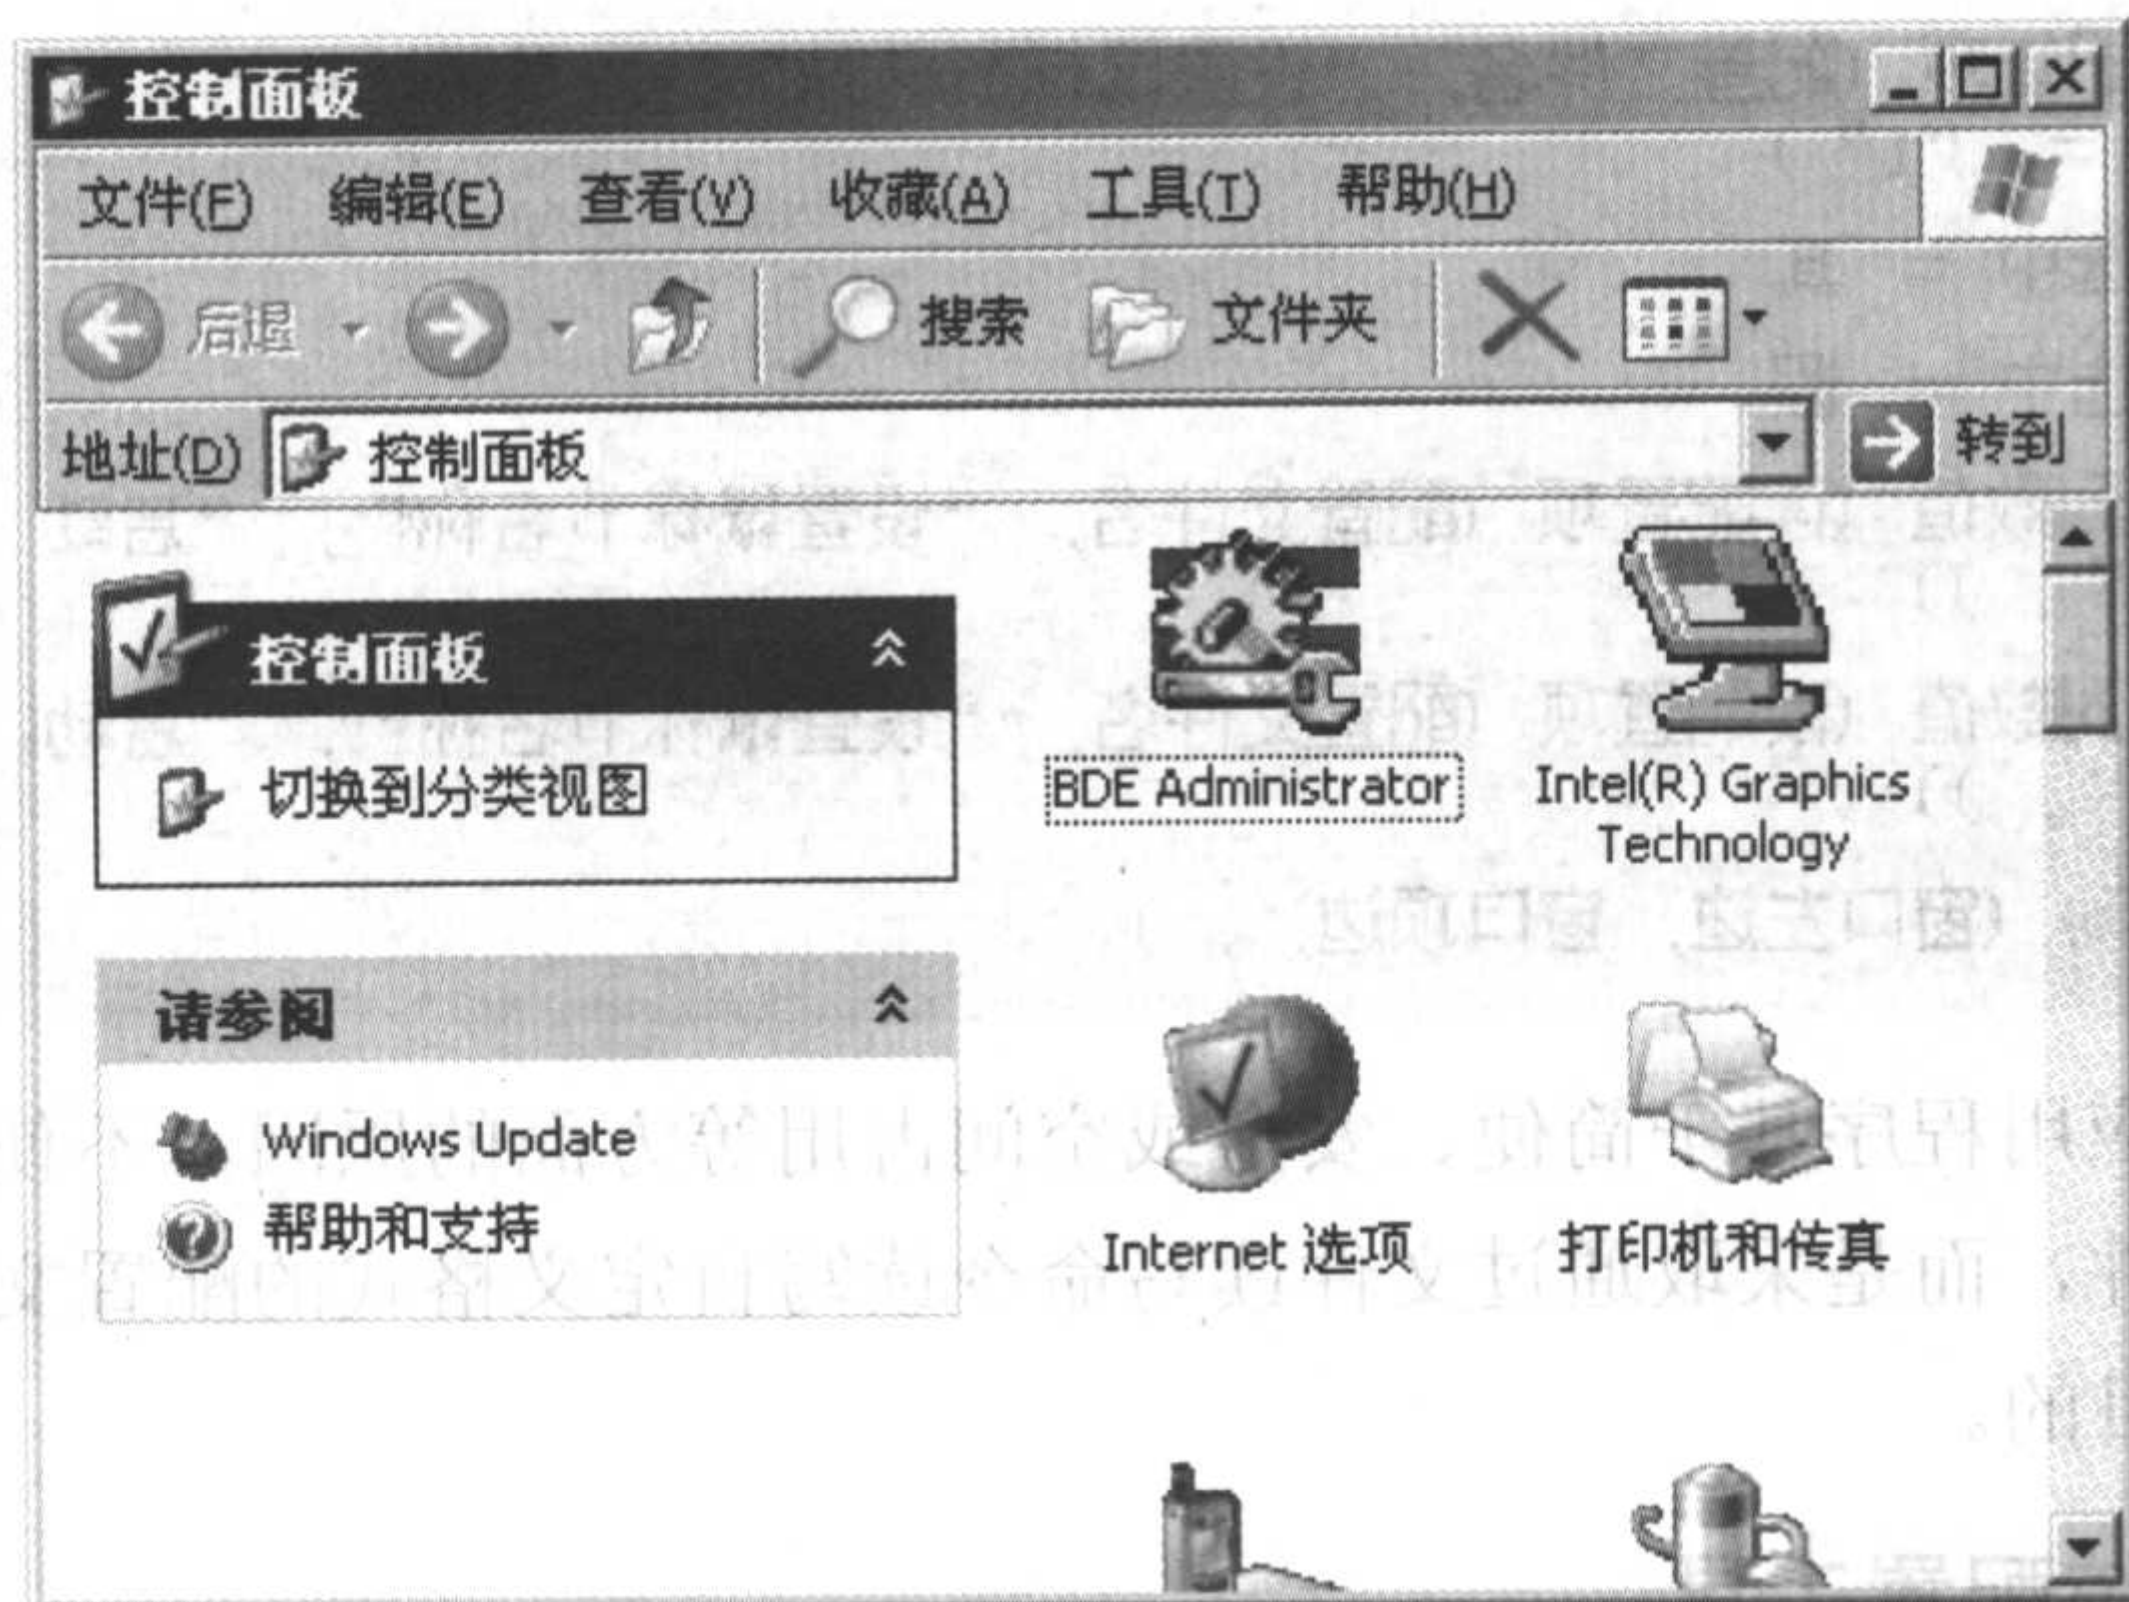 控制面板
文件(F) 编辑(E) 查看(V) 收藏(A) 工具(T) 帮助(H)
后退 搜索 文件夹
地址(D) 控制面板 转到
控制面板
切换到分类视图
请参阅
Windows Update
帮助和支持
BDE Administrator
Intel(R) Graphics
Technology
Internet 选项
打印机和传真